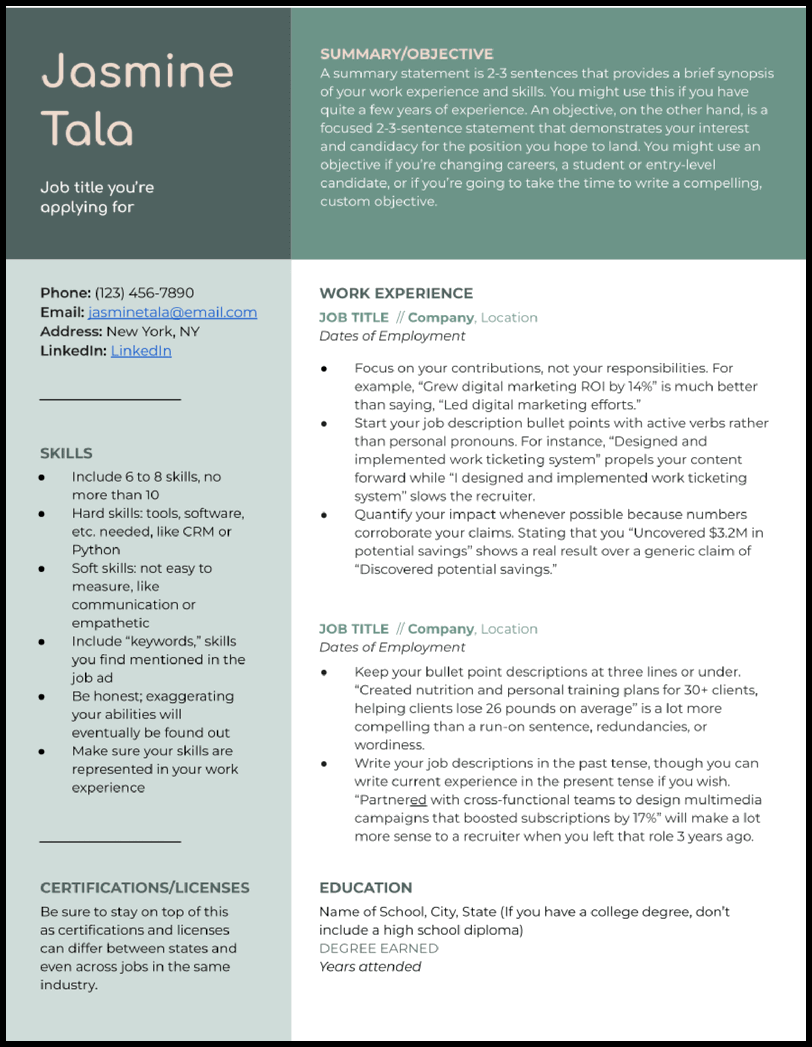 Jasmine
Tala
Job title you're
applying for
SUMMARY/OBJECTIVE
A summary statement is 2-3 sentences that provides a brief synopsis
of your work experience and skills. You might use this if you have
quite a few years of experience. An objective, on the other hand, is a
focused 2-3-sentence statement that demonstrates your interest
and candidacy for the position you hope to land. You might use an
objective if you're changing careers, a student or entry-level
candidate, or if you're going to take the time to write a compelling,
custom objective.
Phone: (123) 456-7890
Email: jasminetala@email.com
Address: New York, NY
LinkedIn: LinkedIn
SKILLS
● Include 6 to 8 skills, no
more than 10
● Hard skills: tools, software,
etc. needed, like CRM or
Python
● Soft skills: not easy to
measure, like
communication or
empathetic
● Include “keywords,” skills
you find mentioned in the
job ad
● Be honest; exaggerating
your abilities will
eventually be found out
● Make sure your skills are
represented in your work
experience
CERTIFICATIONS/LICENSES
Be sure to stay on top of this
as certifications and licenses
can differ between states and
even across jobs in the same
industry.
WORK EXPERIENCE
JOB TITLE // Company, Location
Dates of Employment
● Focus on your contributions, not your responsibilities. For
example, “Grew digital marketing ROI by 14%” is much better
than saying, “Led digital marketing efforts.”
● Start your job description bullet points with active verbs rather
than personal pronouns. For instance, “Designed and
implemented work ticketing system” propels your content
forward while “I designed and implemented work ticketing
system” slows the recruiter.
● Quantify your impact whenever possible because numbers
corroborate your claims. Stating that you “Uncovered $3.2M in
potential savings” shows a real result over a generic claim of
“Discovered potential savings.”
JOB TITLE // Company, Location
Dates of Employment
● Keep your bullet point descriptions at three lines or under.
“Created nutrition and personal training plans for 30+ clients,
helping clients lose 26 pounds on average” is a lot more
compelling than a run-on sentence, redundancies, or
wordiness.
● Write your job descriptions in the past tense, though you can
write current experience in the present tense if you wish.
“Partnered with cross-functional teams to design multimedia
campaigns that boosted subscriptions by 17%” will make a lot
more sense to a recruiter when you left that role 3 years ago.
EDUCATION
Name of School, City, State (If you have a college degree, don’t
include a high school diploma)
DEGREE EARNED
Years attended